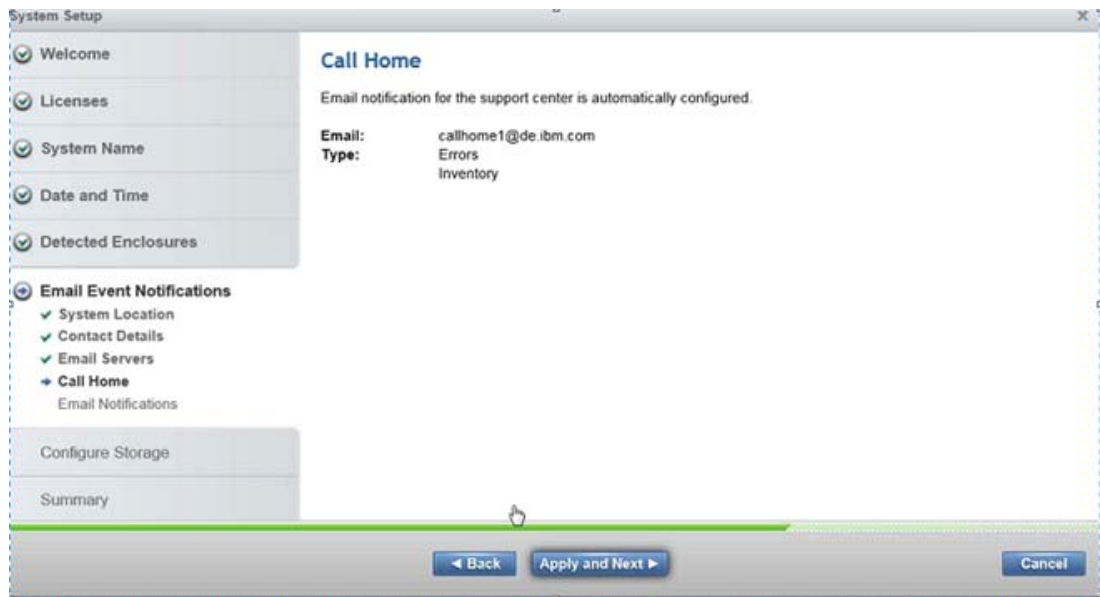 System Setup
Welcome
Licenses
System Name
Date and Time
Detected Enclosures
Email Event Notifications
System Location
Contact Details
Email Servers
Call Home
Email Notifications
Configure Storage
Summary
Call Home
Email notification for the support center is automatically configured.
Email: callhome1@de.ibm.com
Type: Errors
Inventory
Back
Apply and Next
Cancel